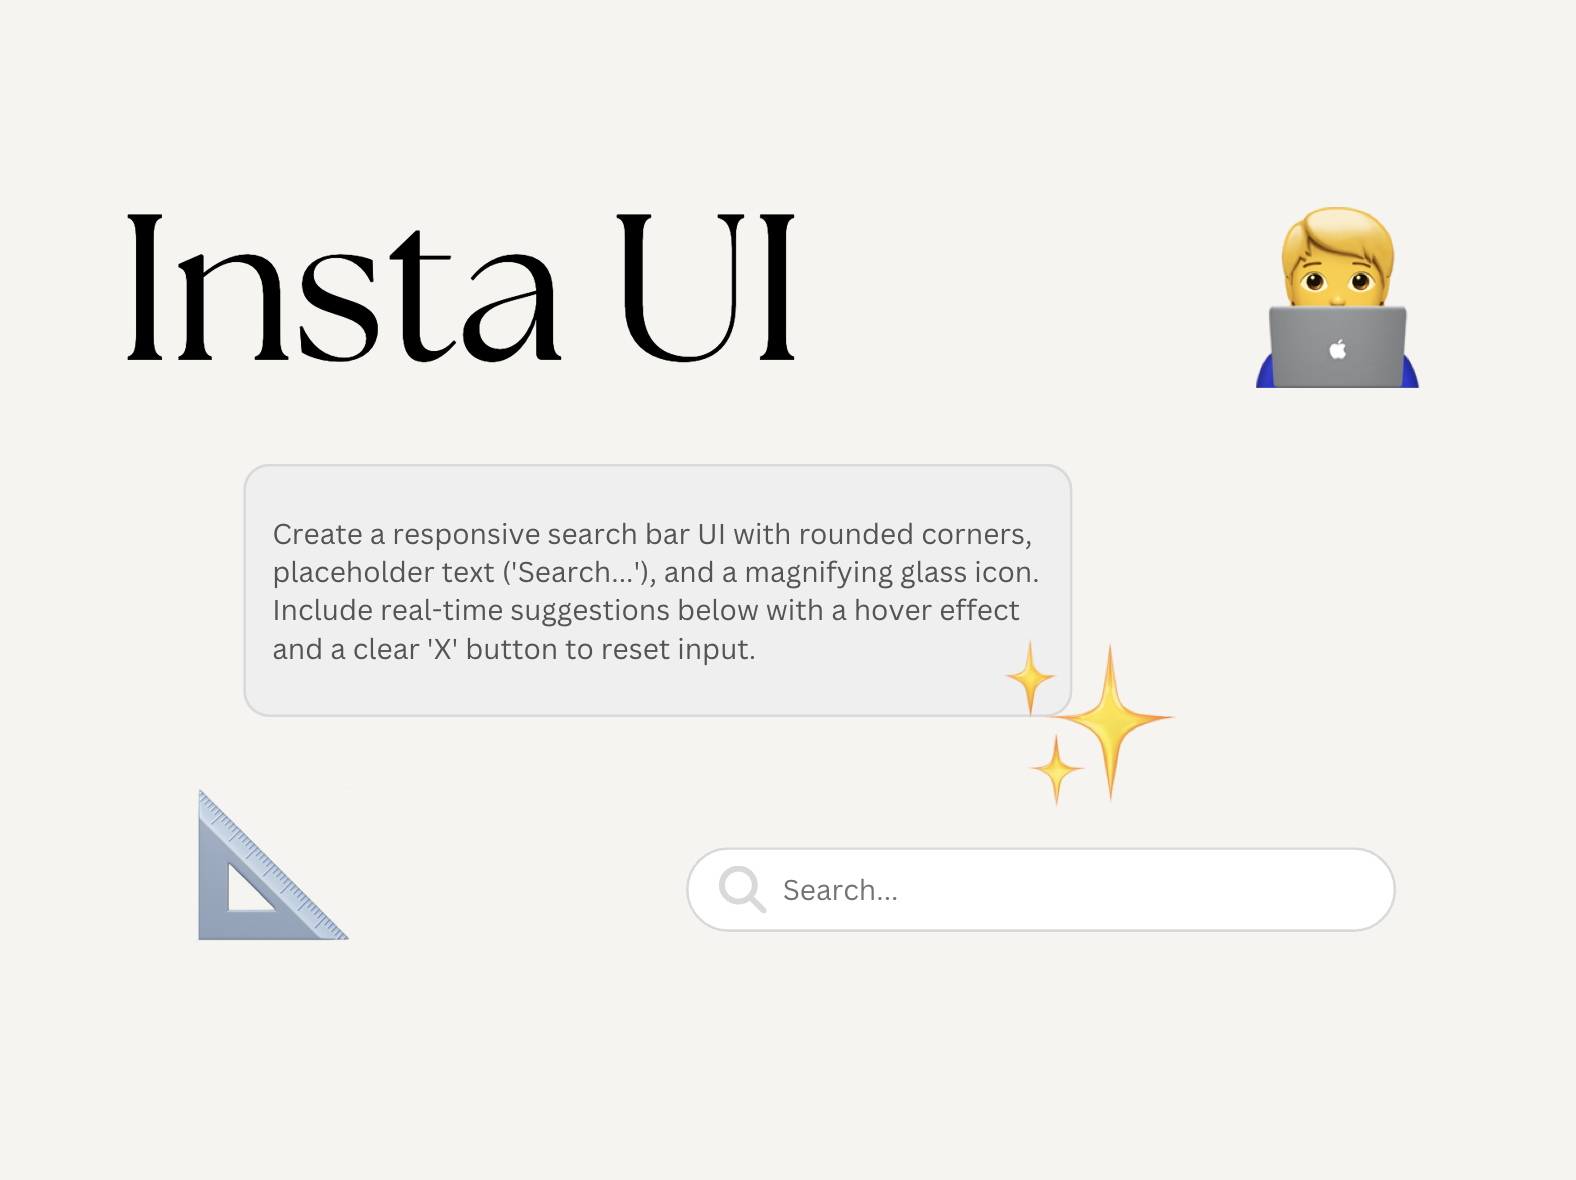 Insta UI
Create a responsive search bar UI with rounded corners,
placeholder text ('Search...'), and a magnifying glass icon.
Include real-time suggestions below with a hover effect
and a clear 'X' button to reset input.
Search...